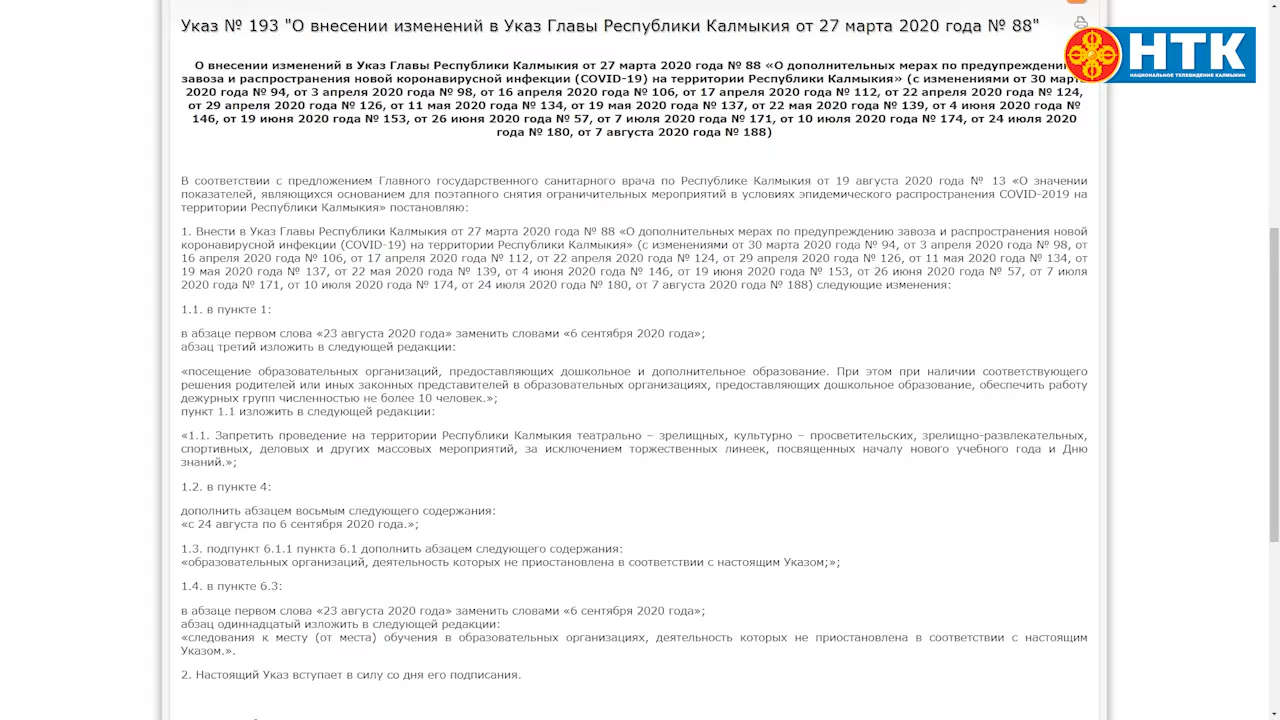 Указ № 193 "О внесении изменений в Указ Главы Республики Калмыкия от 27 марта 2020 года № 88"
НТК
НАЦИОНАЛЬНОЕ ТЕЛЕВИДЕНИЕ КАЛМЫКИИ
О внесении изменений в Указ Главы Республики Калмыкия от 27 марта 2020 года № 88 «О дополнительных мерах по предупреждению
завоза и распространения новой коронавирусной инфекции (COVID-19) на территории Республики Калмыкия» (с изменениями от 30 марта
2020 года № 94, от 3 апреля 2020 года № 98, от 16 апреля 2020 года № 106, от 17 апреля 2020 года № 112, от 22 апреля 2020 года № 124,
от 29 апреля 2020 года № 126, от 11 мая 2020 года № 134, от 19 мая 2020 года № 137, от 22 мая 2020 года № 139, от 4 июня 2020 года №
146, от 19 июня 2020 года № 153, от 26 июня 2020 года № 57, от 7 июля 2020 года № 171, от 10 июля 2020 года № 174, от 24 июля 2020
года № 180, от 7 августа 2020 года № 188)
В соответствии с предложением Главного государственного санитарного врача по Республике Калмыкия от 19 августа 2020 года № 13 «О значении
показателей, являющихся основанием для поэтапного снятия ограничительных мероприятий в условиях эпидемического распространения COVID-2019 на
территории Республики Калмыкия» постановляю:
1. Внести в Указ Главы Республики Калмыкия от 27 марта 2020 года № 88 «О дополнительных мерах по предупреждению завоза и распространения новой
коронавирусной инфекции (COVID-19) на территории Республики Калмыкия» (с изменениями от 30 марта 2020 года № 94, от 3 апреля 2020 года № 98, от
16 апреля 2020 года № 106, от 17 апреля 2020 года № 112, от 22 апреля 2020 года № 124, от 29 апреля 2020 года № 126, от 11 мая 2020 года № 134, от
19 мая 2020 года № 137, от 22 мая 2020 года № 139, от 4 июня 2020 года № 146, от 19 июня 2020 года № 153, от 26 июня 2020 года № 57, от 7 июля
2020 года № 171, от 10 июля 2020 года № 174, от 24 июля 2020 года № 180, от 7 августа 2020 года № 188) следующие изменения:
1.1. в пункте 1:
в абзаце первом слова «23 августа 2020 года» заменить словами «6 сентября 2020 года»;
абзац третий изложить в следующей редакции:
«посещение образовательных организаций, предоставляющих дошкольное и дополнительное образование. При этом при наличии соответствующего
решения родителей или иных законных представителей в образовательных организациях, предоставляющих дошкольное образование, обеспечить работу
дежурных групп численностью не более 10 человек.»;
пункт 1.1 изложить в следующей редакции:
«1.1. Запретить проведение на территории Республики Калмыкия театрально – зрелищных, культурно – просветительских, зрелищно-развлекательных,
спортивных, деловых и других массовых мероприятий, за исключением торжественных линеек, посвященных началу нового учебного года и Дню
знаний.»;
1.2. в пункте 4:
дополнить абзацем восьмым следующего содержания:
«с 24 августа по 6 сентября 2020 года.»;
1.3. подпункт 6.1.1 пункта 6.1 дополнить абзацем следующего содержания:
«образовательных организаций, деятельность которых не приостановлена в соответствии с настоящим Указом;»;
1.4. в пункте 6.3:
в абзаце первом слова «23 августа 2020 года» заменить словами «6 сентября 2020 года»;
абзац одиннадцатый изложить в следующей редакции:
«следования к месту (от места) обучения в образовательных организациях, деятельность которых не приостановлена в соответствии с настоящим
Указом.».
2. Настоящий Указ вступает в силу со дня его подписания.